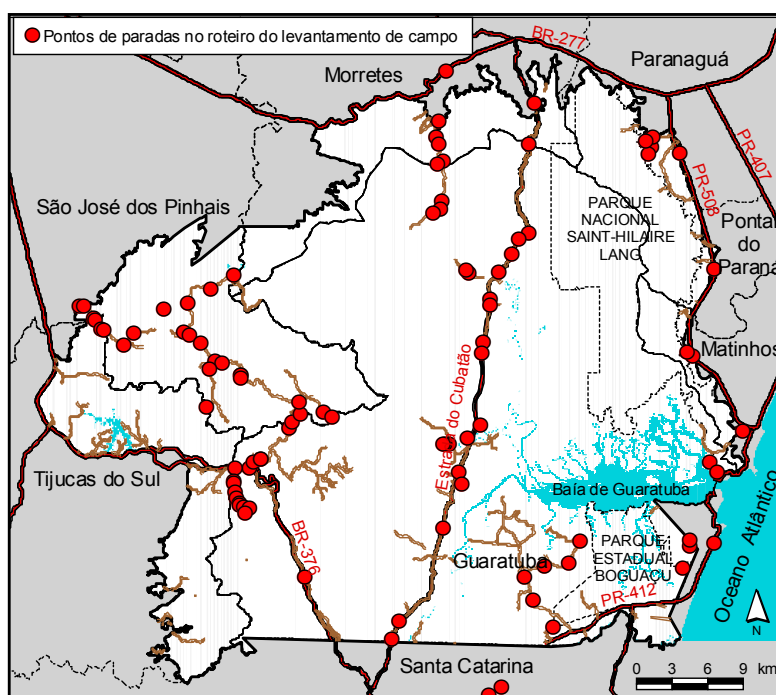 Pontos de paradas no roteiro do levantamento de campo
BR-277
Paranaguá
Morretes
PR-407
PR-508
São José dos Pinhais
PARQUE
NACIONAL
SAINT-HILAIRE
LANG
Pontal
do
Paraná
Matinhos
Estrada do Cubatão
Tijucas do Sul
Baía de Guaratuba
Oceano Atlântico
BR-376
Guaratuba
PARQUE
ESTADUAL
BOGUAÇU
PR-412
N
Santa Catarina
0 3 6 9 km